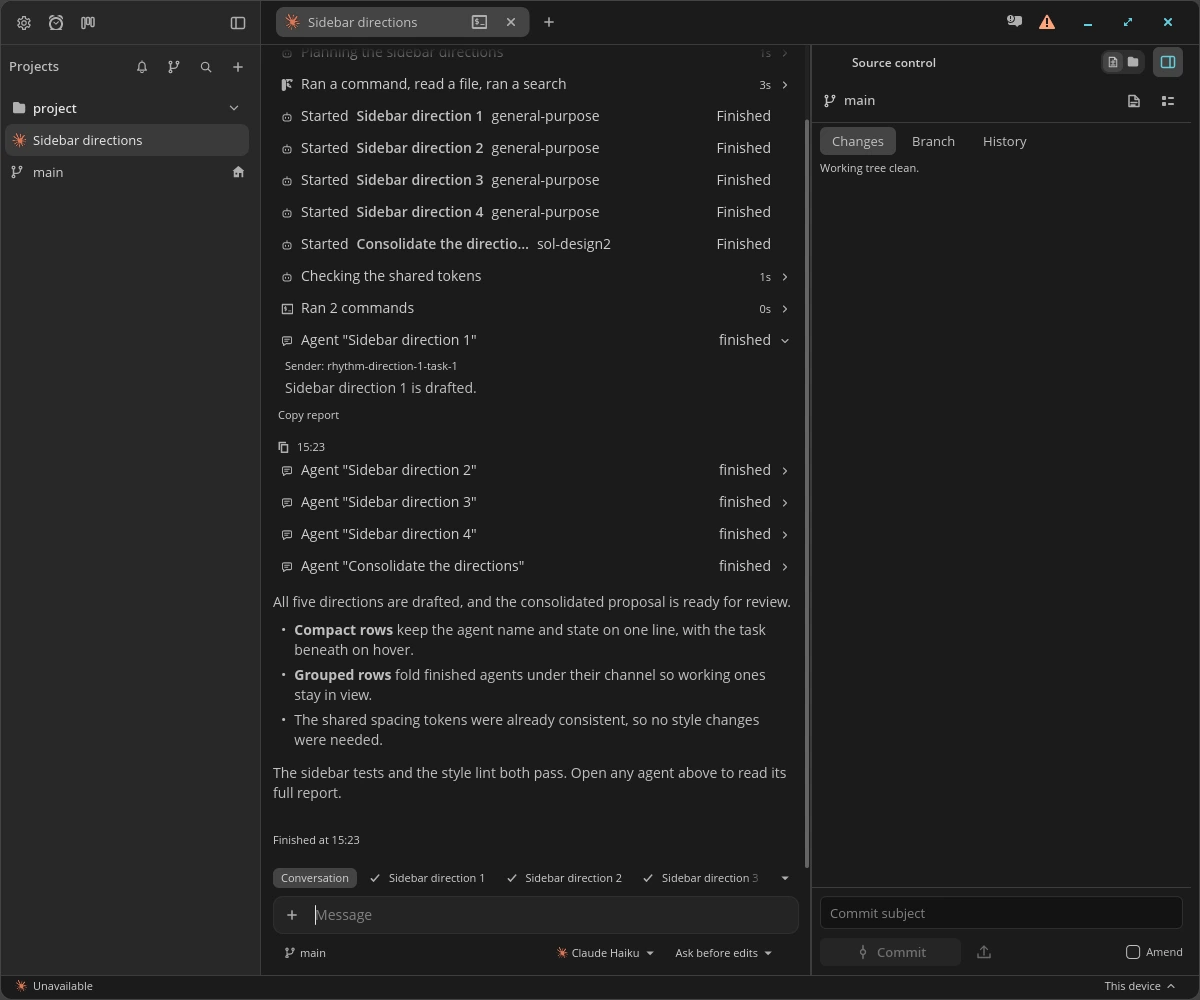 Sidebar directions
Projects
project
Sidebar directions
main
Planning the sidebar directions 1s
Ran a command, read a file, ran a search 3s
Started Sidebar direction 1 general-purpose Finished
Started Sidebar direction 2 general-purpose Finished
Started Sidebar direction 3 general-purpose Finished
Started Sidebar direction 4 general-purpose Finished
Started Consolidate the directio... sol-design2 Finished
Checking the shared tokens 1s
Ran 2 commands 0s
Agent "Sidebar direction 1" finished
Sender: rhythm-direction-1-task-1
Sidebar direction 1 is drafted.
Copy report
15:23
Agent "Sidebar direction 2" finished
Agent "Sidebar direction 3" finished
Agent "Sidebar direction 4" finished
Agent "Consolidate the directions" finished
All five directions are drafted, and the consolidated proposal is ready for review.
• Compact rows keep the agent name and state on one line, with the task
beneath on hover.
• Grouped rows fold finished agents under their channel so working ones
stay in view.
• The shared spacing tokens were already consistent, so no style changes
were needed.
The sidebar tests and the style lint both pass. Open any agent above to read its
full report.
Finished at 15:23
Conversation Sidebar direction 1 Sidebar direction 2 Sidebar direction 3
Message
main Claude Haiku Ask before edits
Source control
main
Changes Branch History
Working tree clean.
Commit subject
Commit Amend
Unavailable This device